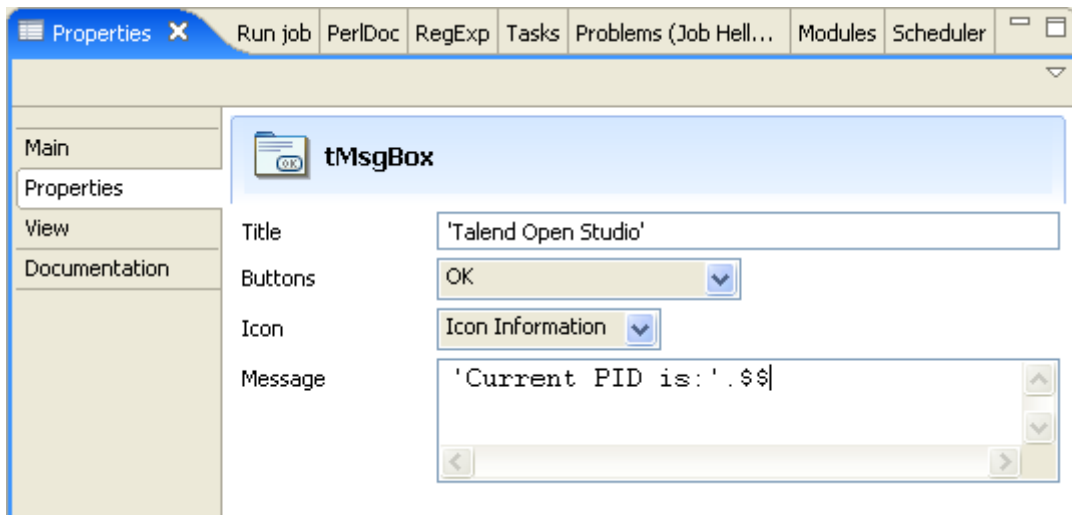 Properties Run job PerlDoc RegExp Tasks Problems (Job Hell... Modules Scheduler
Main
Properties
View
Documentation
OK
tMsgBox
Title 'Talend Open Studio'
Buttons OK
Icon Icon Information
Message 'Current PID is:'.$$